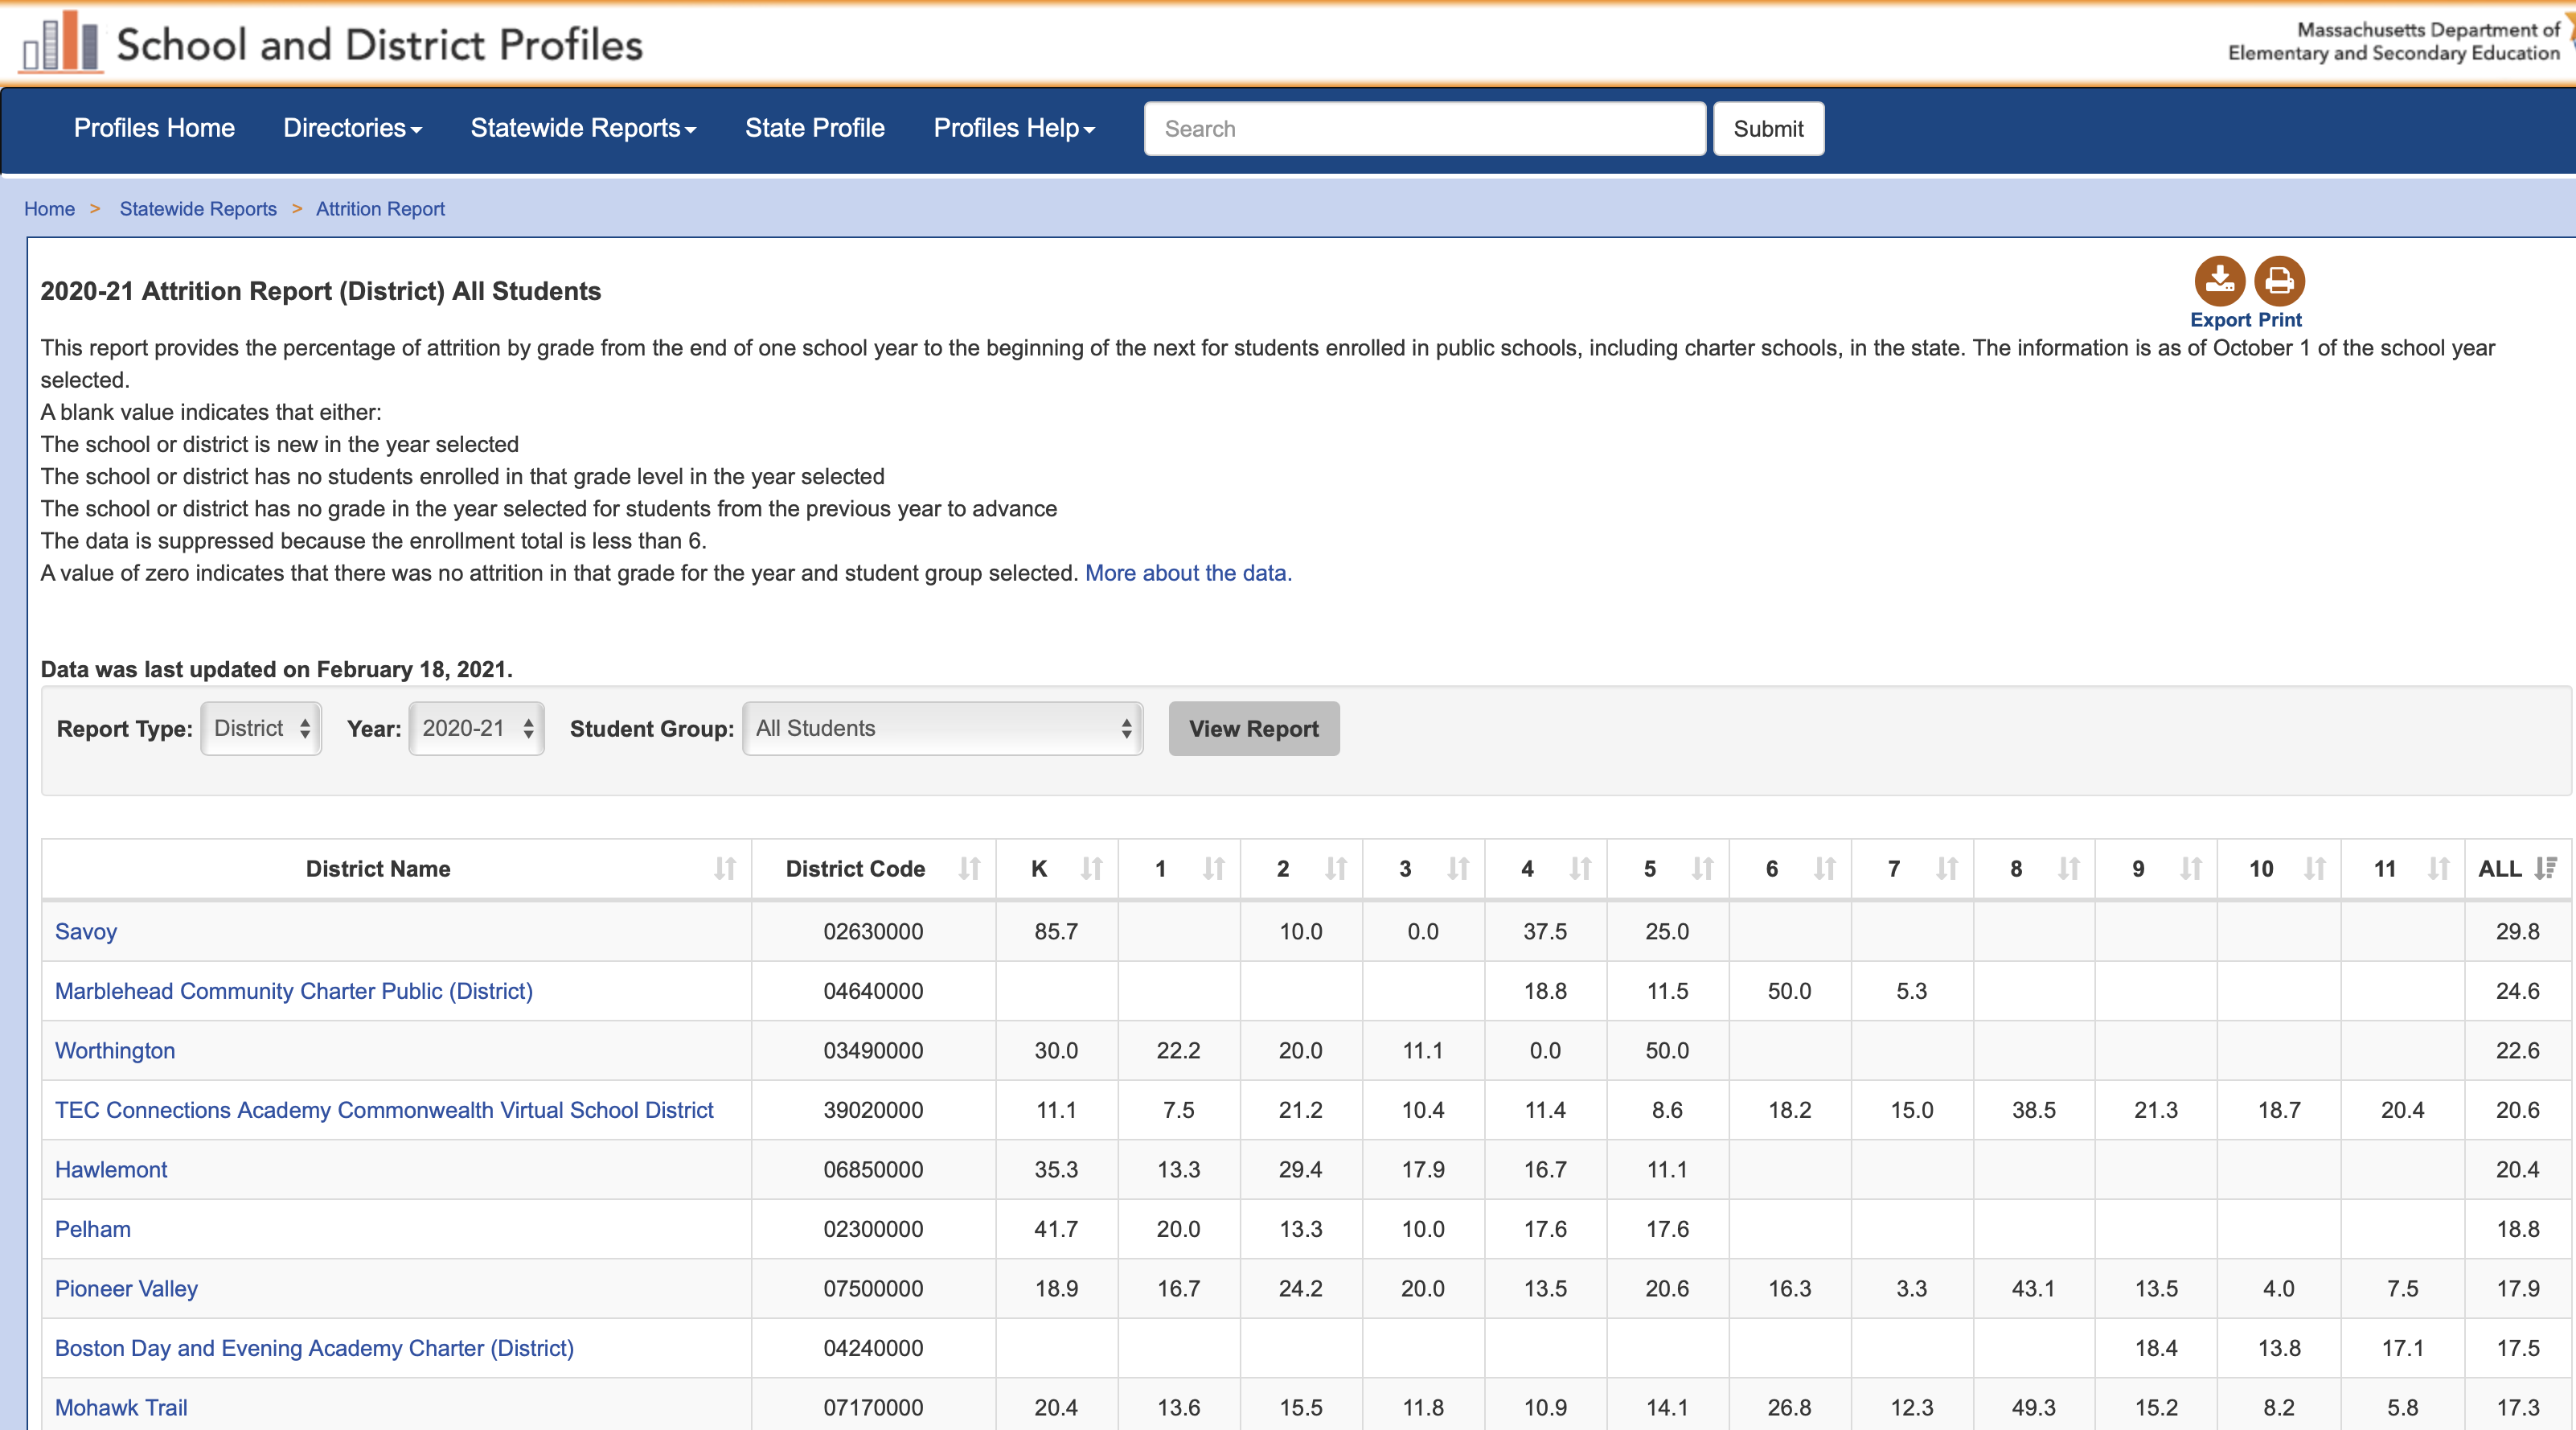 School and District Profiles
Massachusetts Department of
Elementary and Secondary Education
Profiles Home Directories Statewide Reports State Profile Profiles Help Search Submit
Home > Statewide Reports > Attrition Report
2020-21 Attrition Report (District) All Students
Export Print
This report provides the percentage of attrition by grade from the end of one school year to the beginning of the next for students enrolled in public schools, including charter schools, in the state. The information is as of October 1 of the school year
selected.
A blank value indicates that either:
The school or district is new in the year selected
The school or district has no students enrolled in that grade level in the year selected
The school or district has no grade in the year selected for students from the previous year to advance
The data is suppressed because the enrollment total is less than 6.
A value of zero indicates that there was no attrition in that grade for the year and student group selected. More about the data.
Data was last updated on February 18, 2021.
Report Type: District Year: 2020-21 Student Group: All Students View Report
District Name District Code K 1 2 3 4 5 6 7 8 9 10 11 ALL
Savoy 02630000 85.7 10.0 0.0 37.5 25.0 29.8
Marblehead Community Charter Public (District) 04640000 18.8 11.5 50.0 5.3 24.6
Worthington 03490000 30.0 22.2 20.0 11.1 0.0 50.0 22.6
TEC Connections Academy Commonwealth Virtual School District 39020000 11.1 7.5 21.2 10.4 11.4 8.6 18.2 15.0 38.5 21.3 18.7 20.4 20.6
Hawlemont 06850000 35.3 13.3 29.4 17.9 16.7 11.1 20.4
Pelham 02300000 41.7 20.0 13.3 10.0 17.6 17.6 18.8
Pioneer Valley 07500000 18.9 16.7 24.2 20.0 13.5 20.6 16.3 3.3 43.1 13.5 4.0 7.5 17.9
Boston Day and Evening Academy Charter (District) 04240000 18.4 13.8 17.1 17.5
Mohawk Trail 07170000 20.4 13.6 15.5 11.8 10.9 14.1 26.8 12.3 49.3 15.2 8.2 5.8 17.3